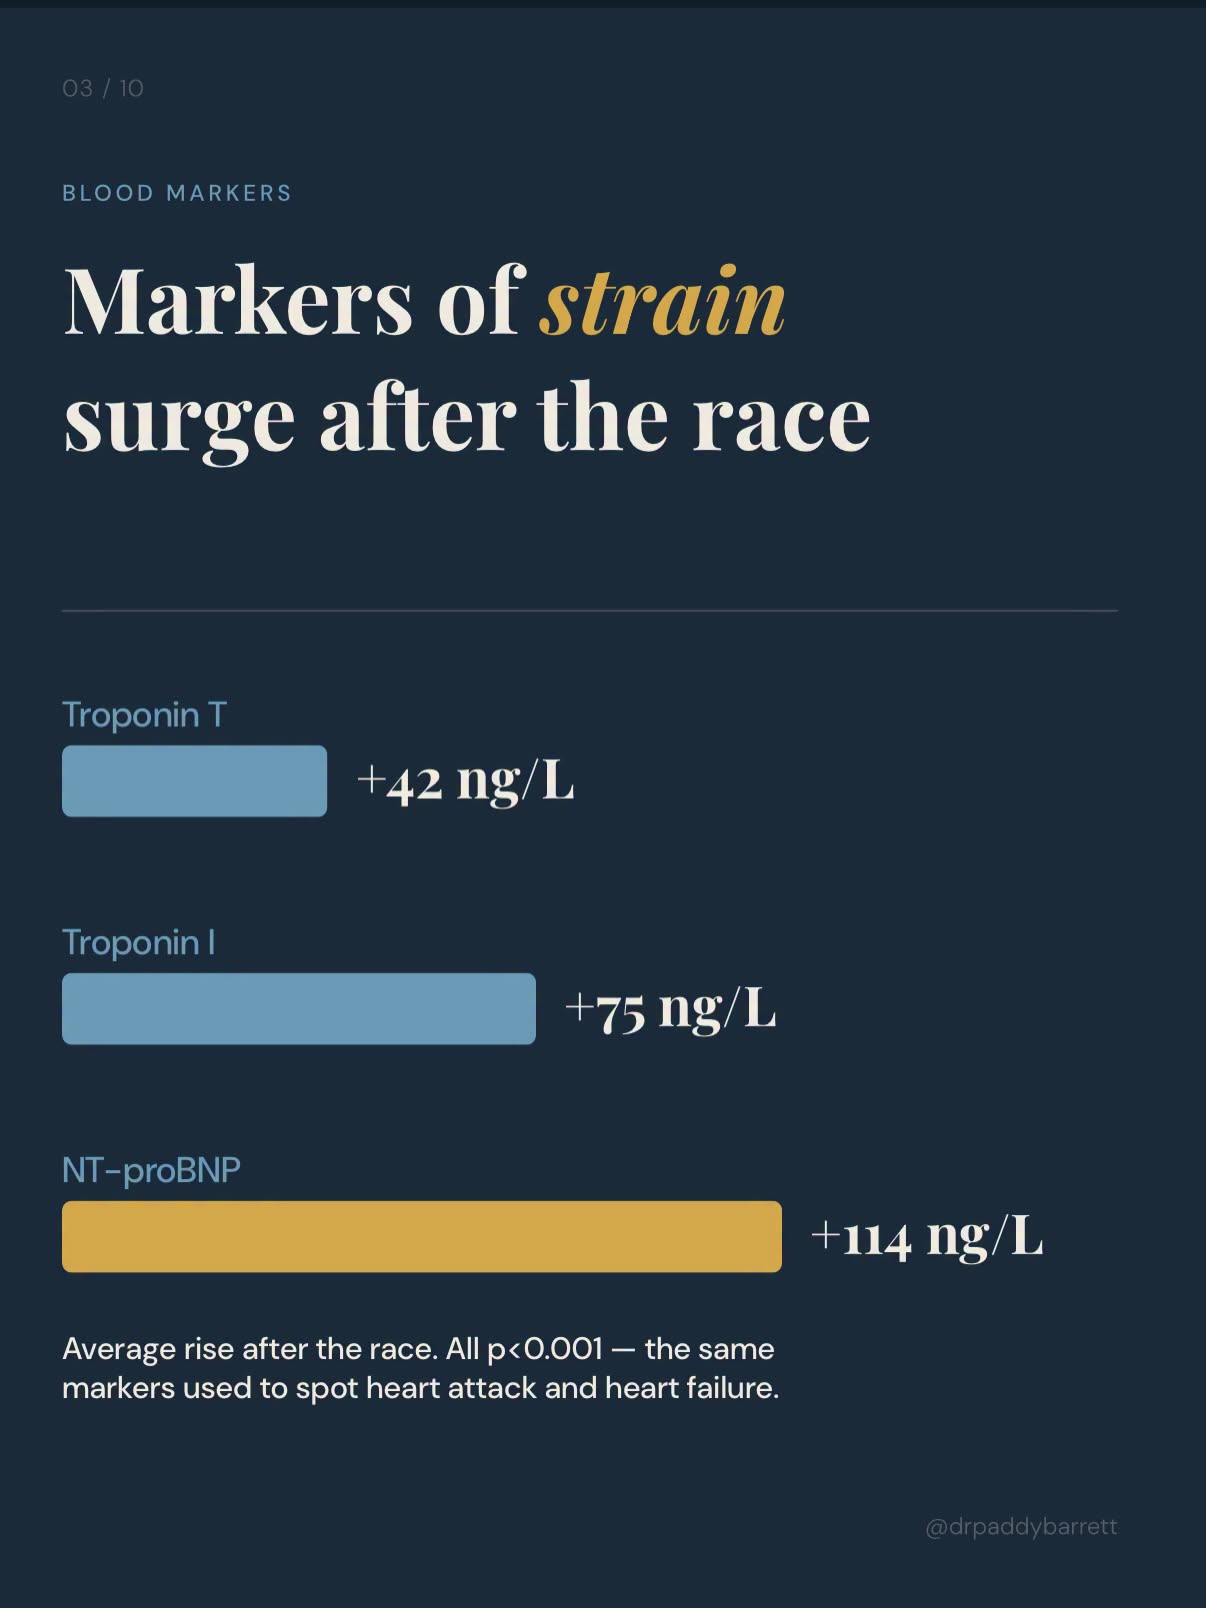 03 / 10
BLOOD MARKERS
Markers of strain
surge after the race
Troponin T
+42 ng/L
Troponin I
+75 ng/L
NT-proBNP
+114 ng/L
Average rise after the race. All p<0.001 — the same
markers used to spot heart attack and heart failure.
@drpaddybarrett